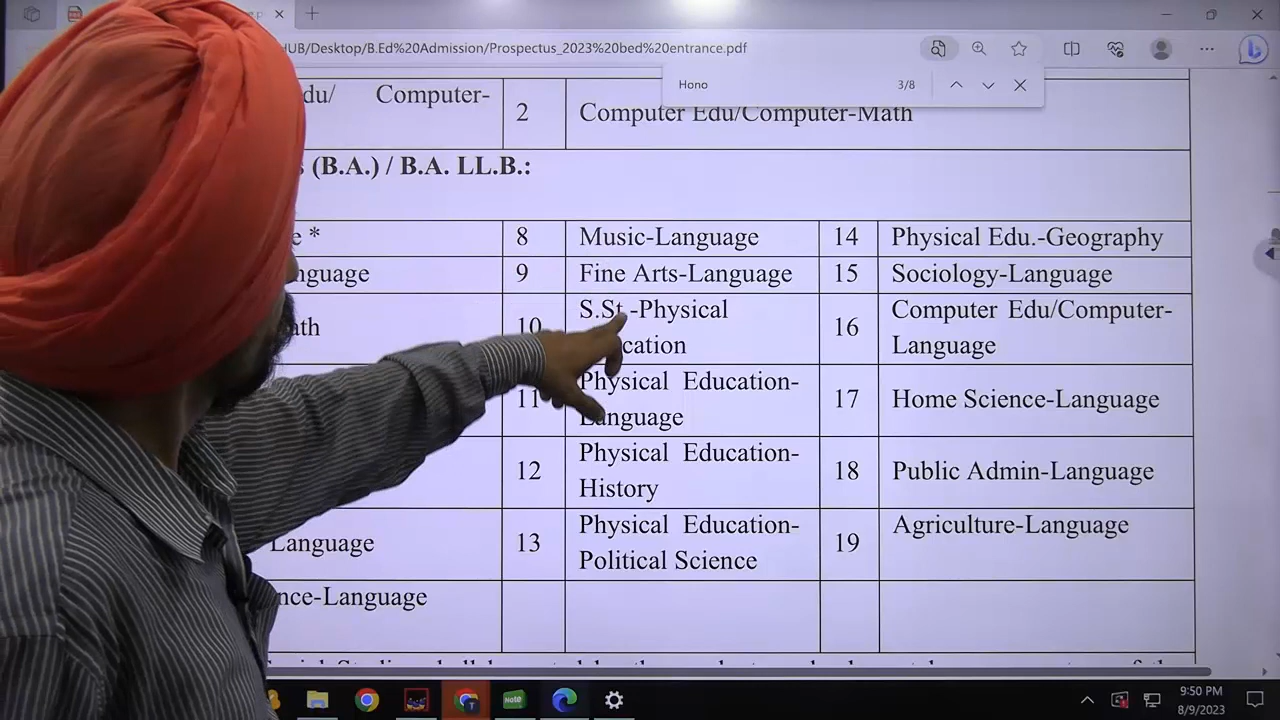 HUB/Desktop/B.Ed%20Admission/Prospectus_2023%20bed%20entrance.pdf
Hono 3/8
Computer-
2 Computer Edu/Computer-Math
(B.A.) / B.A. LL.B.:
* 8 Music-Language 14 Physical Edu.-Geography
9 Fine Arts-Language 15 Sociology-Language
10 S.St.-Physical 16 Computer Edu/Computer-
Language
11 Physical Education-
Language 17 Home Science-Language
12 Physical Education-
History 18 Public Admin-Language
Language 13 Physical Education-
Political Science 19 Agriculture-Language
-Language
9:50 PM
8/9/2023